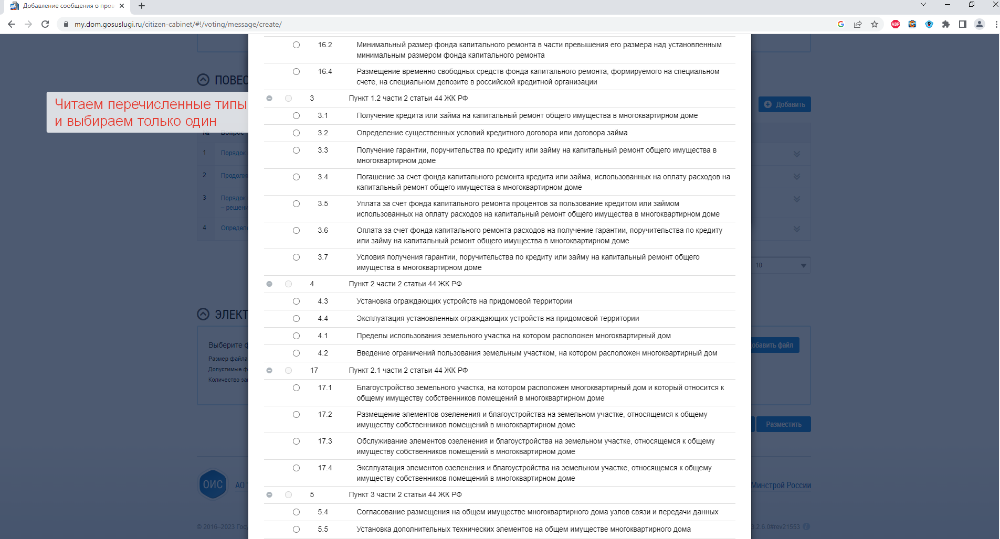 Добавление сообщения о пров
my.dom.gosuslugi.ru/citizen-cabinet/#!/voting/message/create/
16.2 Минимальный размер фонда капитального ремонта в части превышения его размера над установленным
минимальным размером фонда капитального ремонта
16.4 Размещение временно свободных средств фонда капитального ремонта, формируемого на специальном
счете, на специальном депозите в российской кредитной организации
ПОВЕС
Читаем перечисленные типы
и выбираем только один
3 Пункт 1.2 части 2 статьи 44 ЖК РФ
Добавить
3.1 Получение кредита или займа на капитальный ремонт общего имущества в многоквартирном доме
№ Вопрос
3.2 Определение существенных условий кредитного договора или договора займа
1 Порядок
3.3 Получение гарантии, поручительства по кредиту или займу на капитальный ремонт общего имущества в
многоквартирном доме
2 Продолж
3.4 Погашение за счет фонда капитального ремонта кредита или займа, использованных на оплату расходов на
капитальный ремонт общего имущества в многоквартирном доме
3 Порядок
– решени
3.5 Уплата за счет фонда капитального ремонта процентов за пользование кредитом или займом
использованных на оплату расходов на капитальный ремонт общего имущества в многоквартирном доме
4 Определе
3.6 Оплата за счет фонда капитального ремонта расходов на получение гарантии, поручительства по кредиту
или займу на капитальный ремонт общего имущества в многоквартирном доме
3.7 Условия получения гарантии, поручительства по кредиту или займу на капитальный ремонт общего
имущества в многоквартирном доме
10
4 Пункт 2 части 2 статьи 44 ЖК РФ
4.3 Установка ограждающих устройств на придомовой территории
ЭЛЕКТ
4.4 Эксплуатация установленных ограждающих устройств на придомовой территории
4.1 Пределы использования земельного участка на котором расположен многоквартирный дом
Выберите ф
обавить файл
4.2 Введение ограничений пользования земельным участком, на котором расположен многоквартирный дом
Размер файла
Допустимые ф
Количество заг
17 Пункт 2.1 части 2 статьи 44 ЖК РФ
17.1 Благоустройство земельного участка, на котором расположен многоквартирный дом и который относится к
общему имуществу собственников помещений в многоквартирном доме
17.2 Размещение элементов озеленения и благоустройства на земельном участке, относящемся к общему
имуществу собственников помещений в многоквартирном доме
Разместить
17.3 Обслуживание элементов озеленения и благоустройства на земельном участке, относящемся к общему
имуществу собственников помещений в многоквартирном доме
17.4 Эксплуатация элементов озеленения и благоустройства на земельном участке, относящемся к общему
имуществу собственников помещений в многоквартирном доме
ОИС АО "
Минстрой России
5 Пункт 3 части 2 статьи 44 ЖК РФ
5.4 Согласование размещения на общем имуществе многоквартирного дома узлов связи и передачи данных
© 2016–2023 Госу
3.2.6.0#rev21553
5.5 Установка дополнительных технических элементов на общем имуществе многоквартирного дома